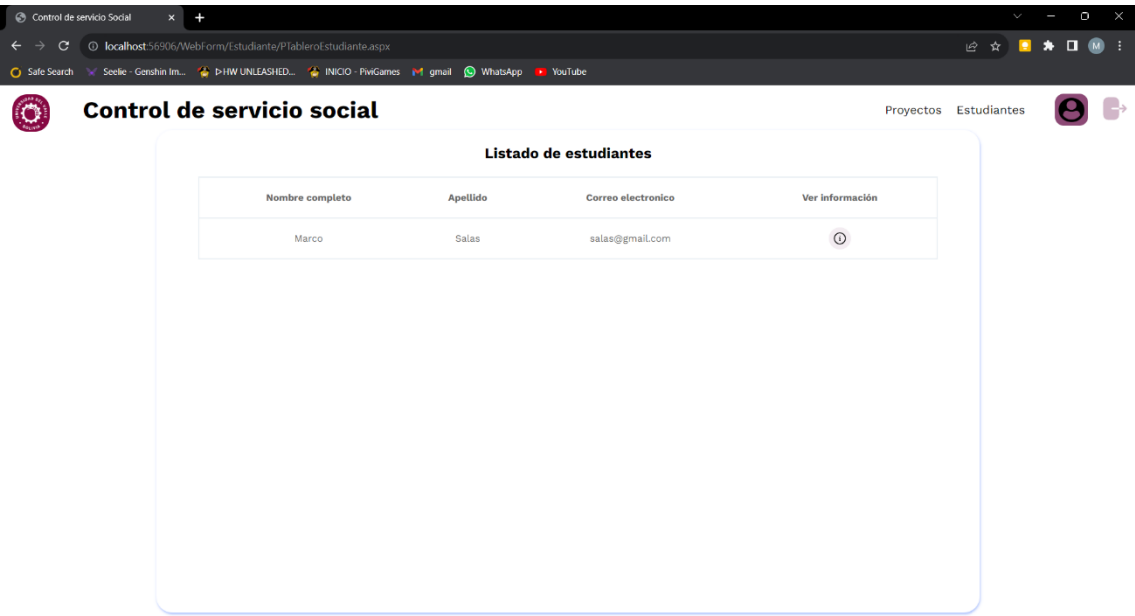 Control de servicio Social
localhost:56906/WebForm/Estudiante/PTableroEstudiante.aspx
M
Safe Search Seelie - Genshin Im... ᐅHW UNLEASHED... INICIO - PiviGames gmail WhatsApp YouTube
Control de servicio social
Proyectos Estudiantes
Listado de estudiantes
Nombre completo Apellido Correo electronico Ver información
Marco Salas salas@gmail.com